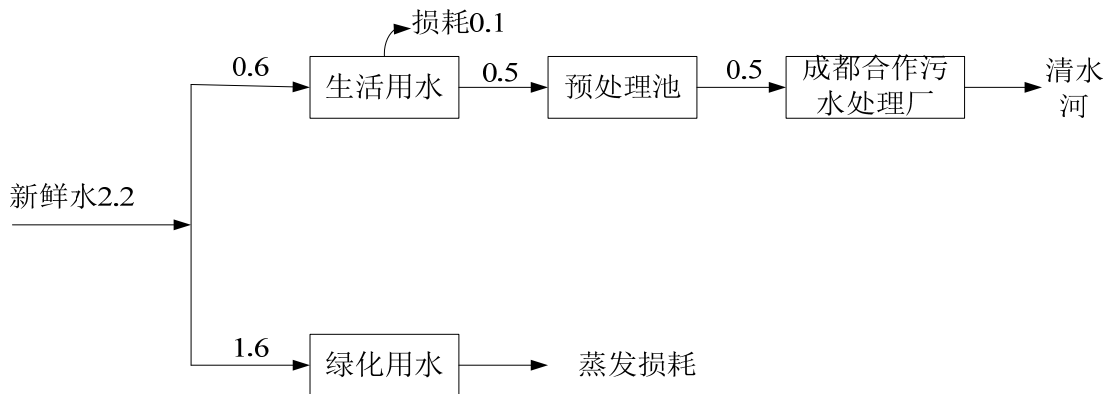 损耗0.1
0.6
生活用水
0.5
预处理池
0.5
成都合作污
水处理厂
清水
河
新鲜水2.2
1.6
绿化用水
蒸发损耗